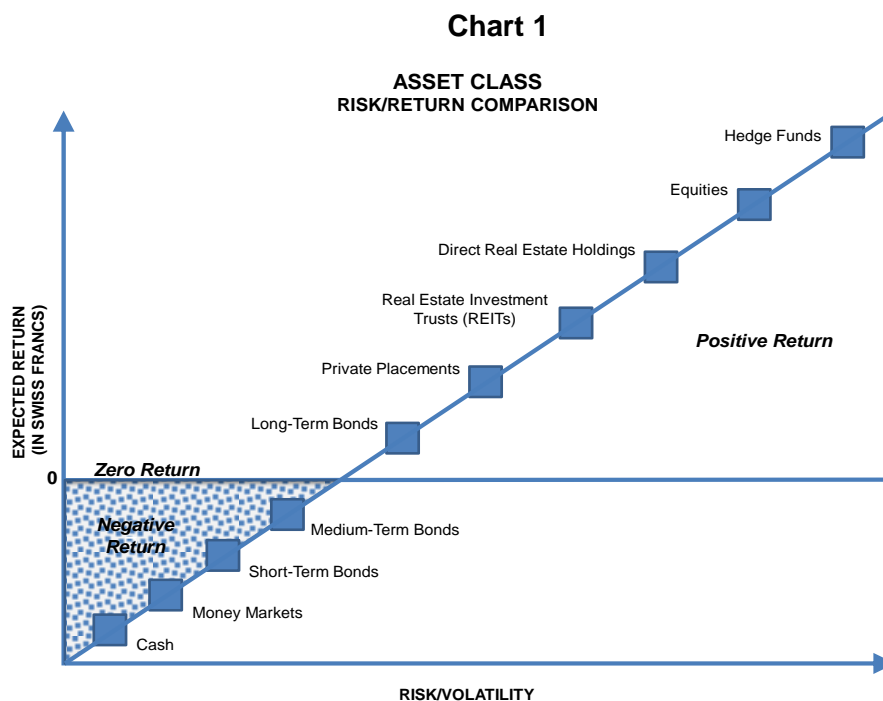 Chart 1
ASSET CLASS
RISK/RETURN COMPARISON
Hedge Funds
Equities
Direct Real Estate Holdings
Real Estate Investment
Trusts (REITs)
Positive Return
Private Placements
Long-Term Bonds
EXPECTED RETURN
(IN SWISS FRANCS)
Zero Return
0
Negative
Return
Medium-Term Bonds
Short-Term Bonds
Money Markets
Cash
RISK/VOLATILITY